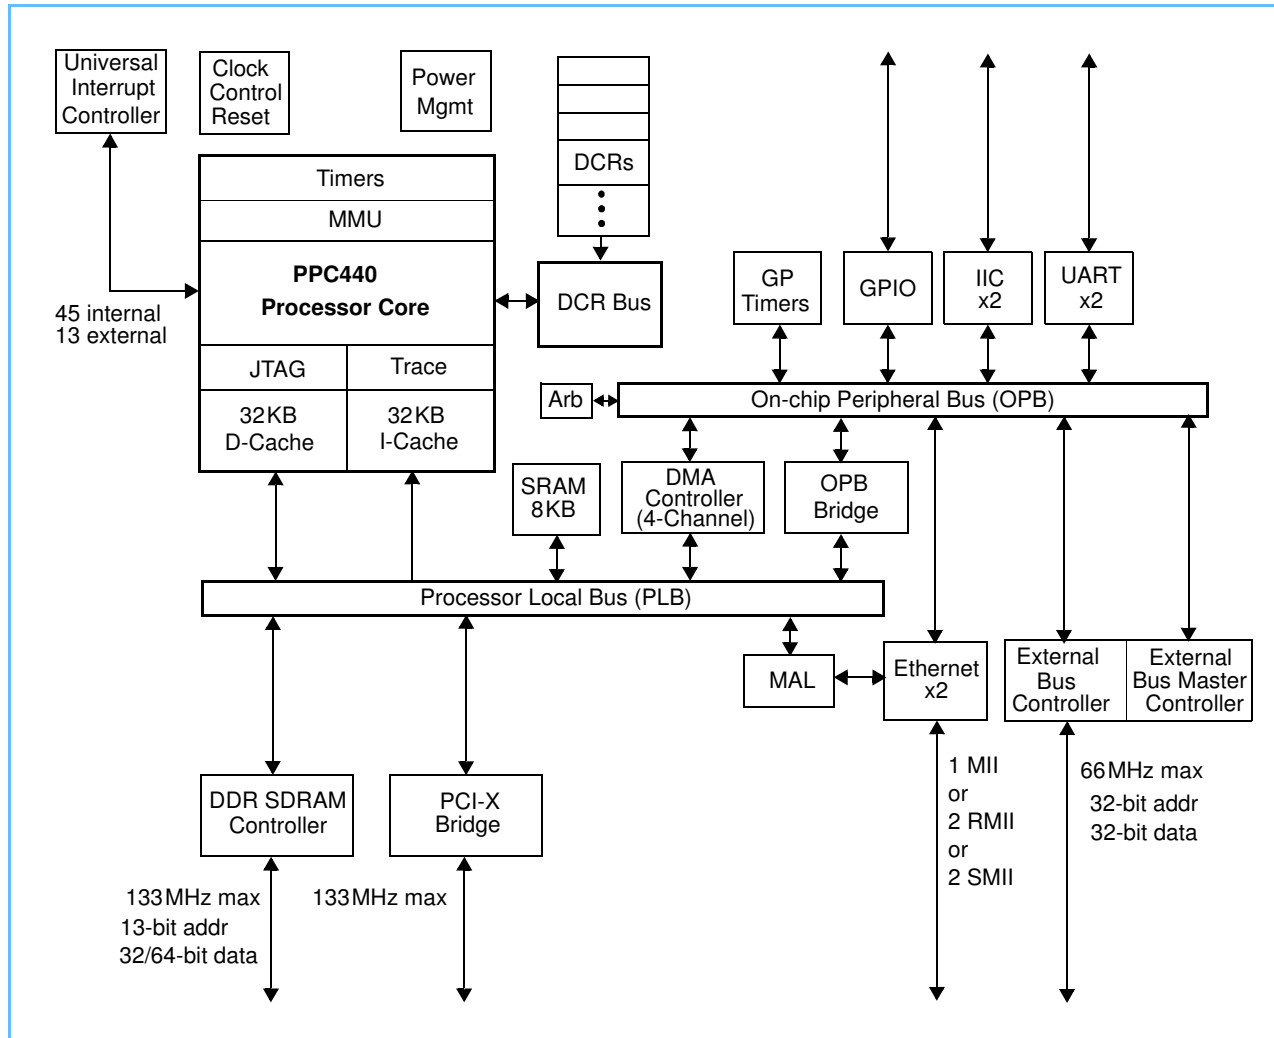 Universal
Interrupt
Controller
Clock
Control
Reset
Power
Mgmt
DCRs
Timers
MMU
PPC440
Processor Core
45 internal
13 external
DCR Bus
GP
Timers
GPIO
IIC
x2
UART
x2
JTAG
Trace
32KB
D-Cache
32KB
I-Cache
Arb
On-chip Peripheral Bus (OPB)
SRAM
8KB
DMA
Controller
(4-Channel)
OPB
Bridge
Processor Local Bus (PLB)
MAL
Ethernet
x2
External
Bus
Controller
External
Bus Master
Controller
DDR SDRAM
Controller
PCI-X
Bridge
1 MII
or
2 RMII
or
2 SMII
66MHz max
32-bit addr
32-bit data
133MHz max
13-bit addr
32/64-bit data
133MHz max